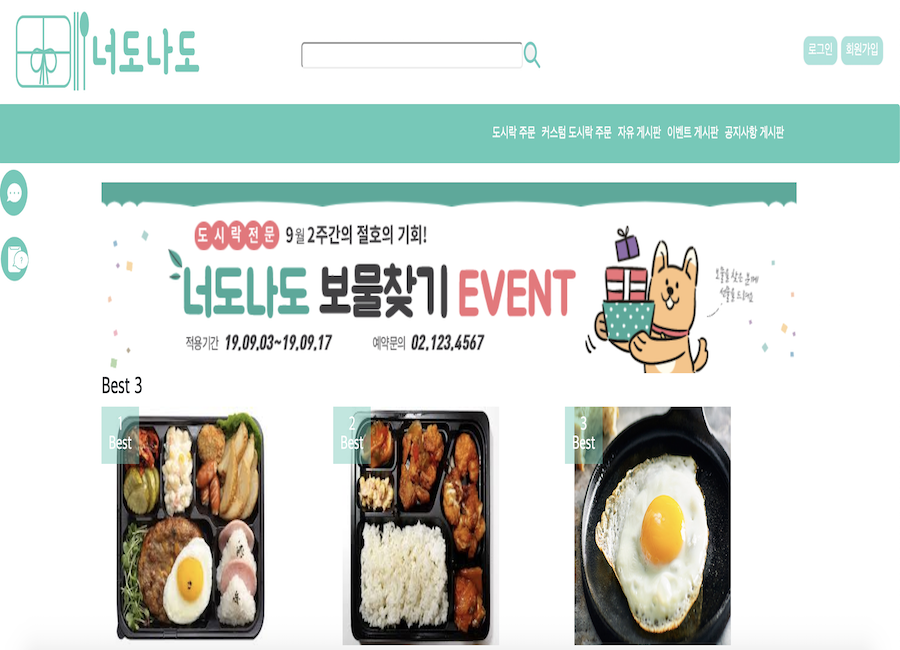 너도나도
로그인 회원가입
도시락 주문 커스텀 도시락 주문 자유 게시판 이벤트 게시판 공지사항 게시판
도시락전문 9월 2주간의 절호의 기회!
너도나도 보물찾기 EVENT
적용기간 19.09.03~19.09.17 예약문의 02.123.4567
Best 3
1
Best
2
Best
3
Best